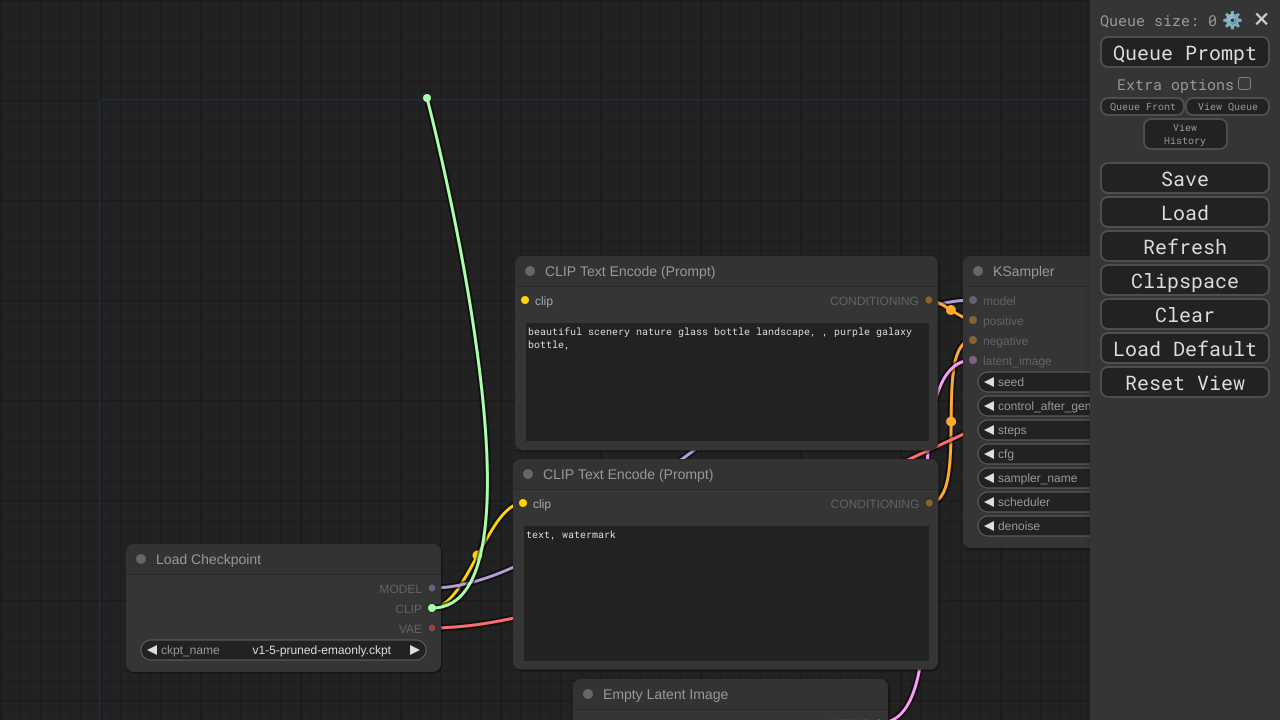 Queue size: 0
Queue Prompt
Extra options
Queue Front
View Queue
View
History
Save
Load
Refresh
Clipspace
Clear
Load Default
Reset View
CLIP Text Encode (Prompt)
clip
CONDITIONING
beautiful scenery nature glass bottle landscape, , purple galaxy
bottle,
KSampler
model
positive
negative
latent_image
seed
control_after_gen
steps
cfg
sampler_name
scheduler
denoise
CLIP Text Encode (Prompt)
clip
CONDITIONING
text, watermark
Load Checkpoint
MODEL
CLIP
VAE
ckpt_name v1-5-pruned-emaonly.ckpt
Empty Latent Image